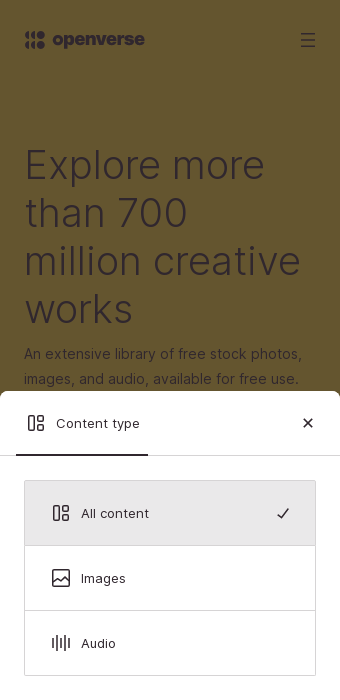 openverse
Explore more
than 700
million creative
works
An extensive library of free stock photos,
images, and audio, available for free use.
Content type
All content
Images
Audio